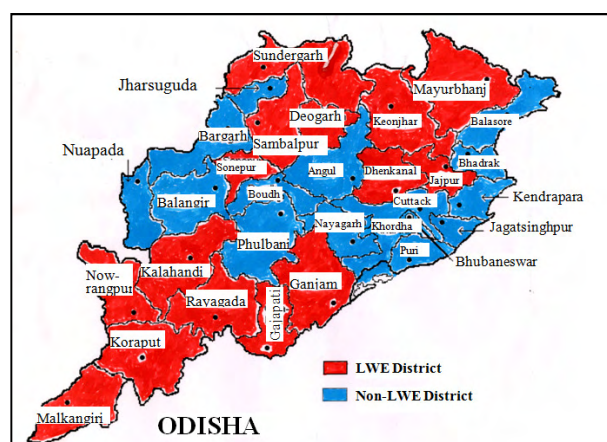 Sundergarh
Jharsuguda
Mayurbhanj
Deogarh
Keonjhar
Balasore
Bargarh
Sambalpur
Nuapada
Sonepur
Angul
Dhenkanal
Bhadrak
Jajpur
Boudh
Balangir
Cuttack
Kendrapara
Nayagarh
Khordha
Jagatsinghpur
Phulbani
Puri
Bhubaneswar
Kalahandi
Now-
rangpur
Ganjam
Rayagada
Gajapati
Koraput
LWE District
Non-LWE District
Malkangiri
ODISHA